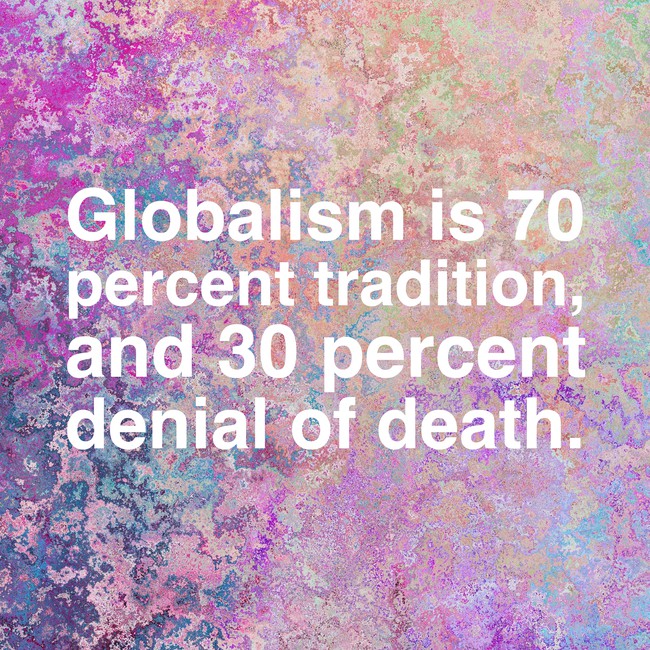 Globalism is 70
percent tradition,
and 30 percent
denial of death.